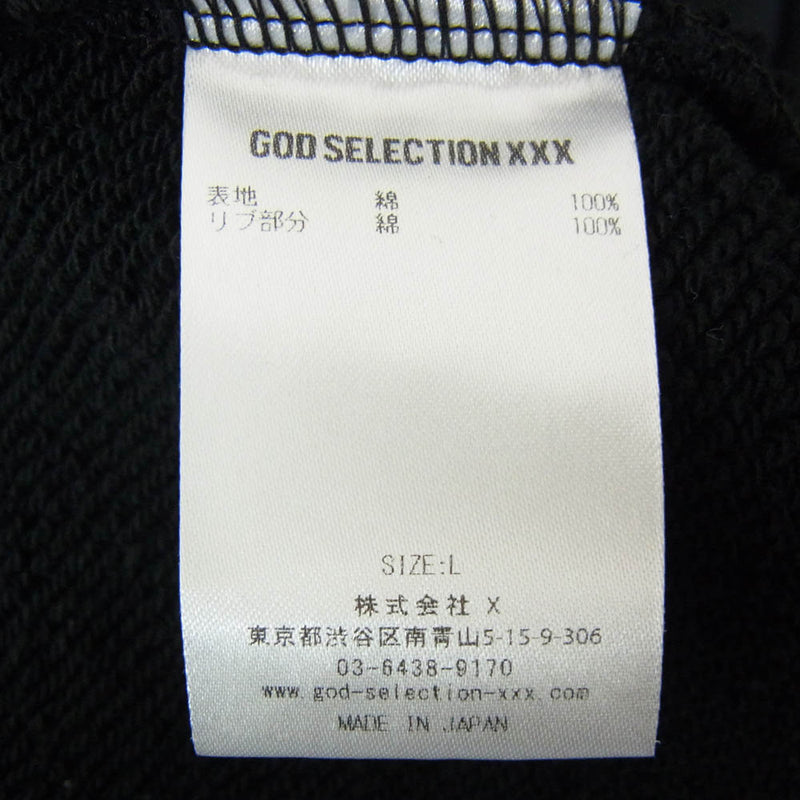 GOD SELECTION XXX
表地 綿 100%
リブ部分 綿 100%
SIZE:L
株式会社 X
東京都渋谷区南青山5-15-9-306
03-6438-9170
www.god-selection-xxx.com
MADE IN JAPAN